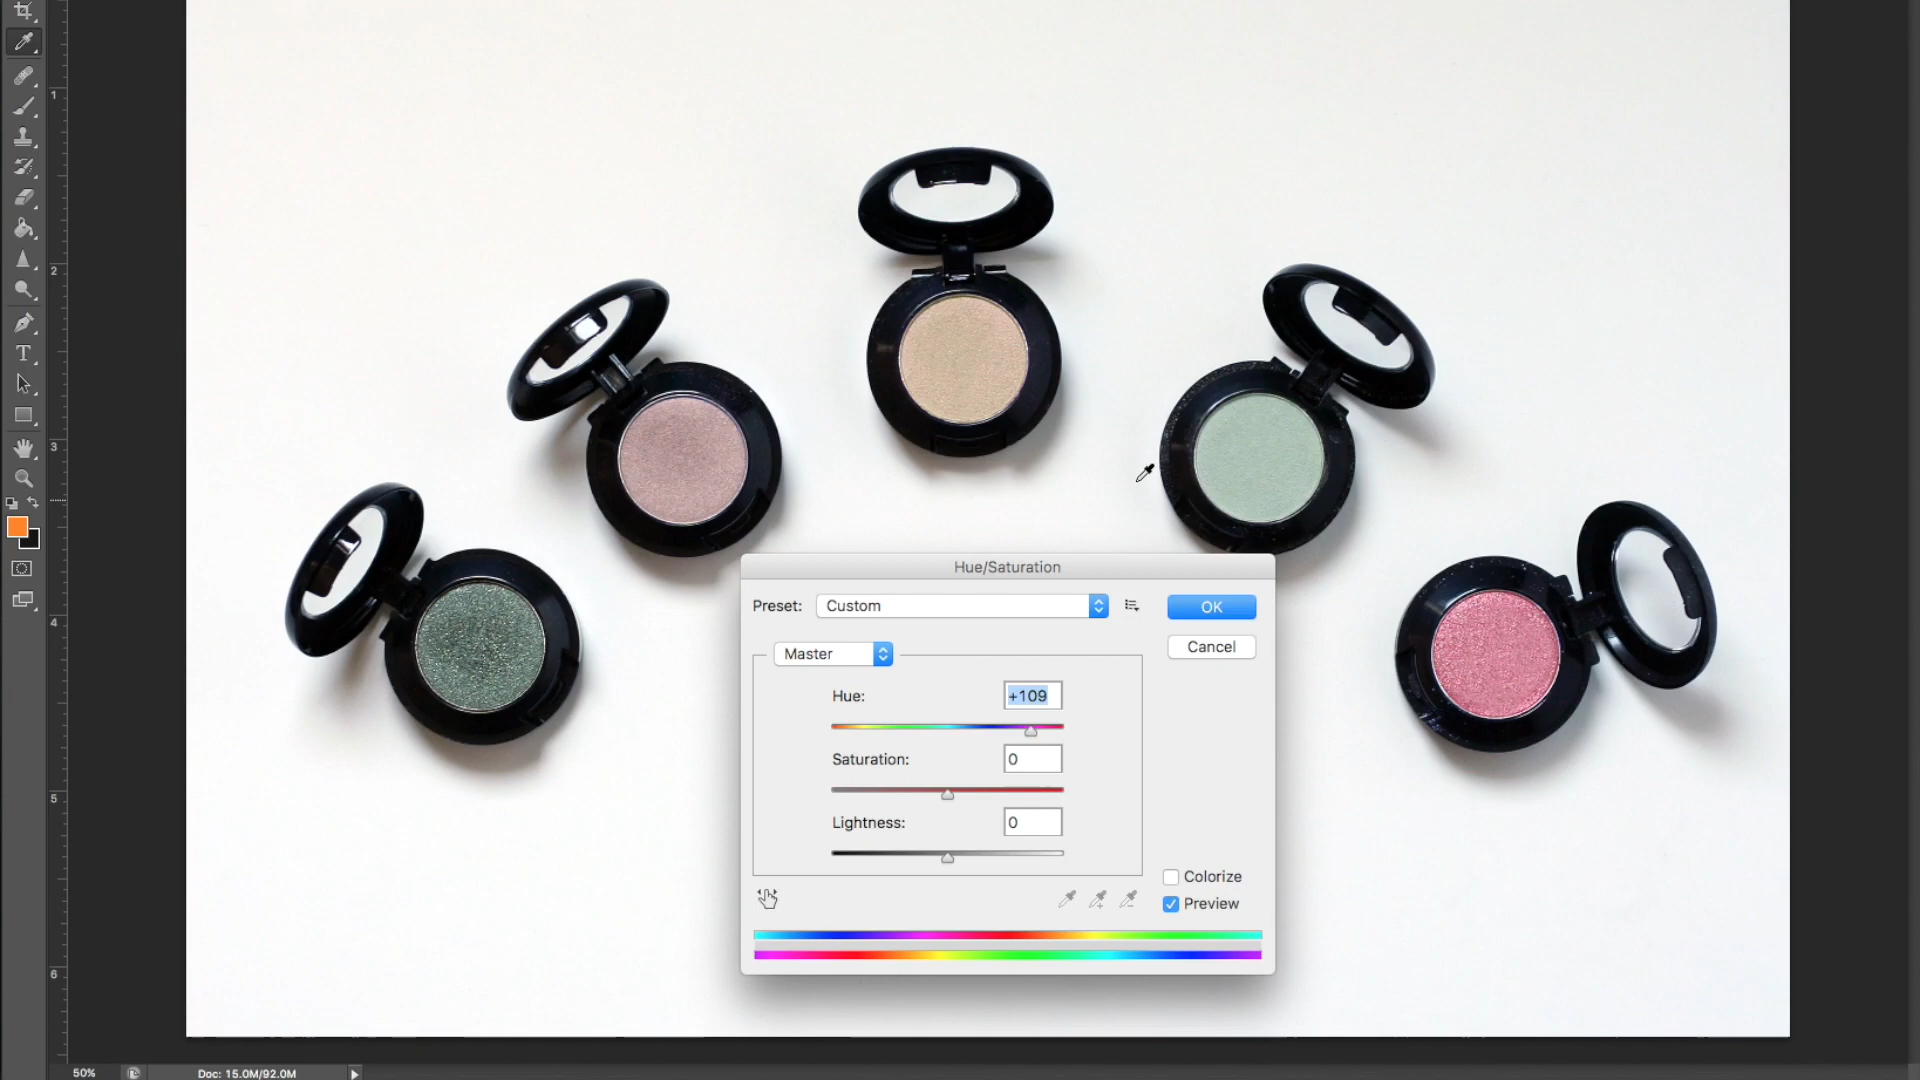 1
2
3
4
5
6
T
Hue/Saturation
Preset: Custom
OK
Master
Cancel
Hue: +109
Saturation: 0
Lightness: 0
Colorize
Preview
50%
Doc: 15.0M/92.0M